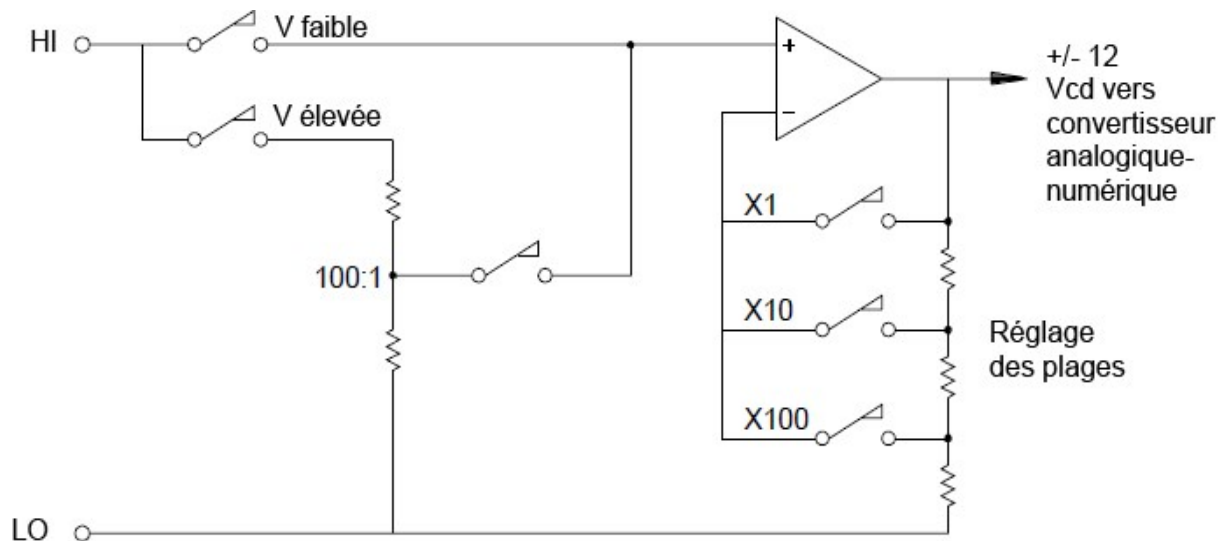 HI
V faible
V élevée
100:1
LO
+
−
X1
X10
X100
+/- 12
Vcd vers
convertisseur
analogique-
numérique
Réglage
des plages